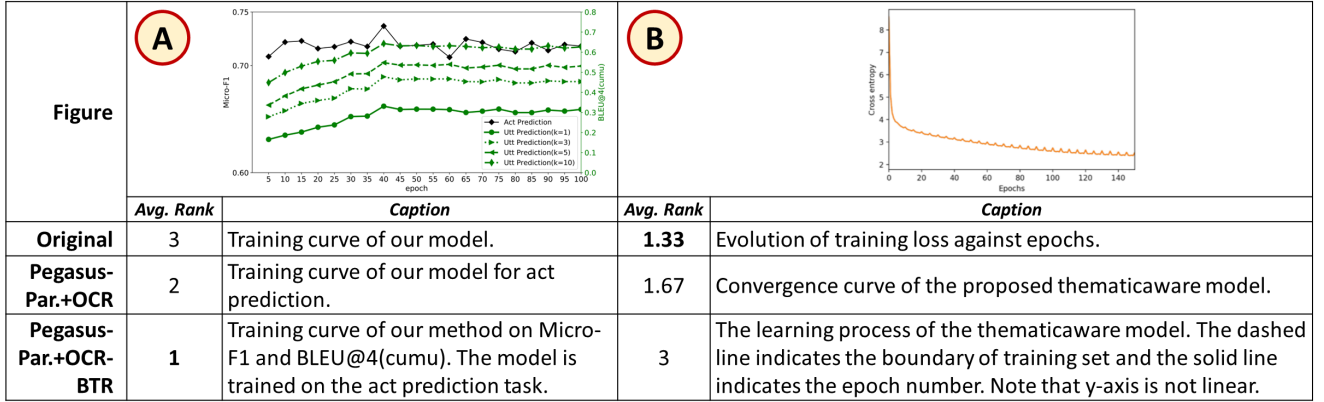 A
B
Figure
0.75
0.70
0.60
Micro-F1
0.8
0.7
0.6
0.5
0.4
0.3
0.2
0.1
0.0
BLEU@4(cumu)
Act Prediction
Utt Prediction(k=1)
Utt Prediction(k=3)
Utt Prediction(k=5)
Utt Prediction(k=10)
5 10 15 20 25 30 35 40 45 50 55 60 65 70 75 80 85 90 95 100
epoch
8
7
6
5
4
3
2
Cross entropy
0 20 40 60 80 100 120 140
Epochs
Avg. Rank Caption Avg. Rank Caption
Original 3 Training curve of our model. 1.33 Evolution of training loss against epochs.
Pegasus-
Par.+OCR
2
Training curve of our model for act
prediction.
1.67 Convergence curve of the proposed thematicaware model.
Pegasus-
Par.+OCR-
BTR
1
Training curve of our method on Micro-
F1 and BLEU@4(cumu). The model is
trained on the act prediction task.
3
The learning process of the thematicaware model. The dashed
line indicates the boundary of training set and the solid line
indicates the epoch number. Note that y-axis is not linear.